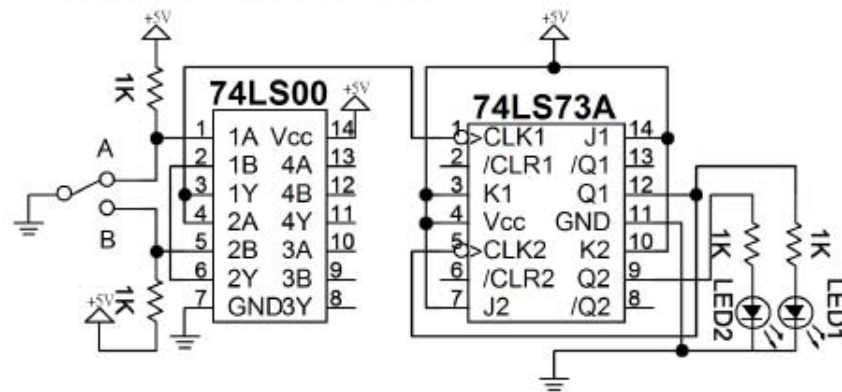 +5V
+5V
1K
74LS00
+5V
74LS73A
1 1A Vcc 14
2 1B 4A 13
3 1Y 4B 12
4 2A 4Y 11
5 2B 3A 10
6 2Y 3B 9
7 GND3Y 8
A
B
1K
+5V
1 >CLK1 J1 14
2 /CLR1 /Q1 13
3 K1 Q1 12
4 Vcc GND 11
5 >CLK2 K2 10
6 /CLR2 Q2 9
7 J2 /Q2 8
1K
1K
LED2
LED1